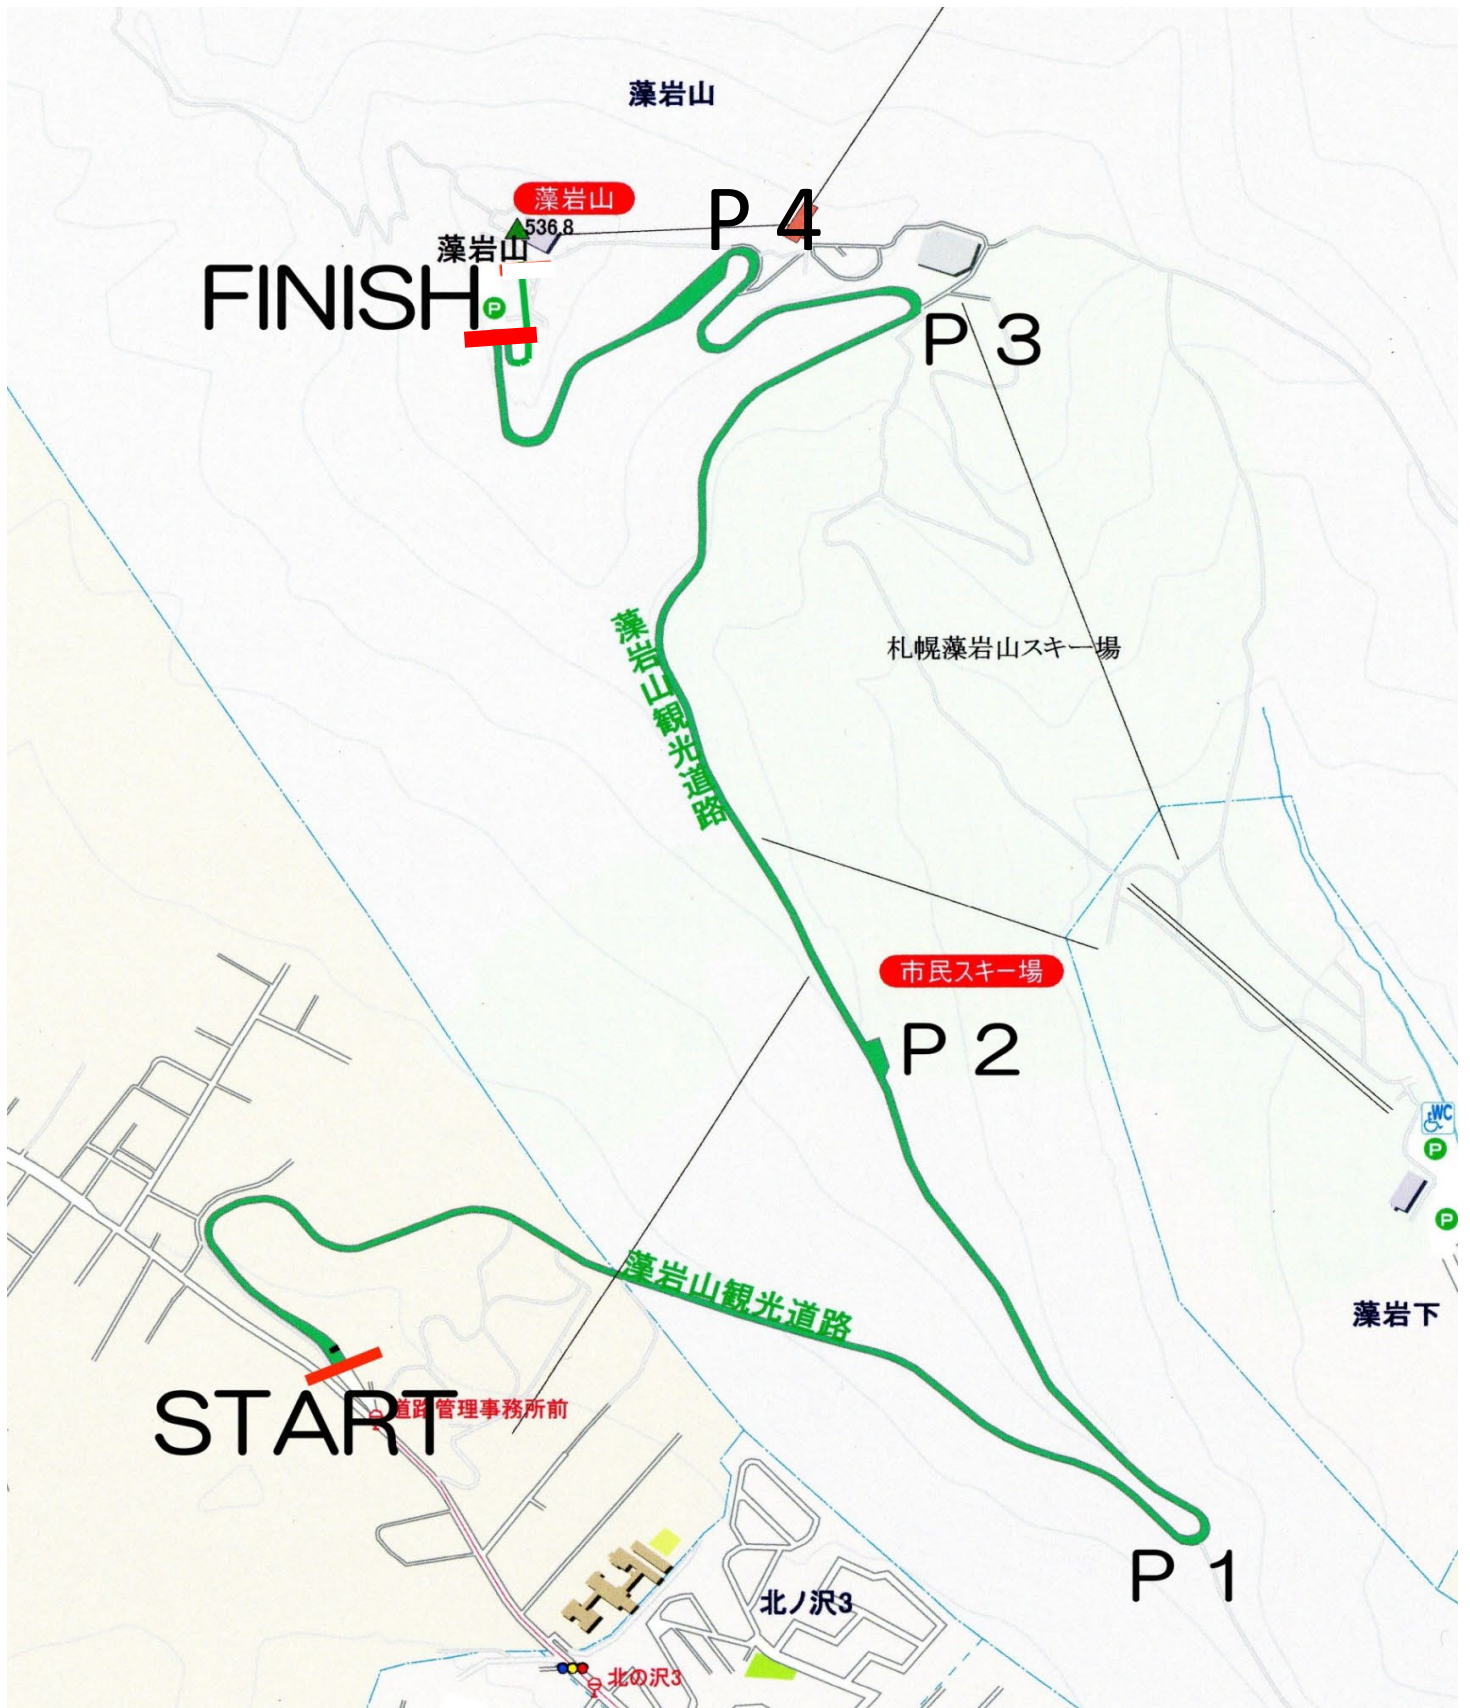 藻岩山
藻岩山
536.8
藻岩山
P 4
FINISH
P
P 3
藻岩山観光道路
札幌藻岩山スキー場
市民スキー場
P 2
WC
P
P
藻岩山観光道路
藻岩下
START
道路管理事務所前
P 1
北ノ沢3
北の沢3